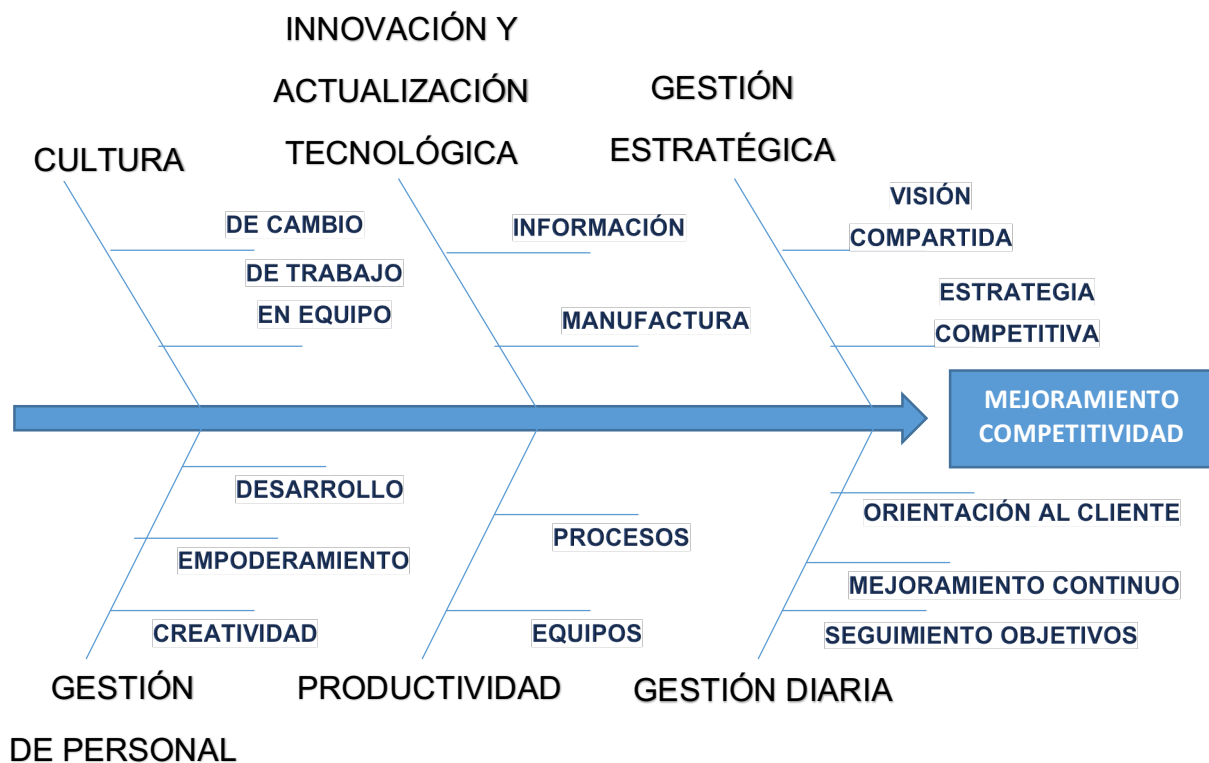 INNOVACIÓN Y
ACTUALIZACIÓN
TECNOLÓGICA
GESTIÓN
ESTRATÉGICA
CULTURA
DE CAMBIO
DE TRABAJO
EN EQUIPO
INFORMACIÓN
MANUFACTURA
VISIÓN
COMPARTIDA
ESTRATEGIA
COMPETITIVA
MEJORAMIENTO
COMPETITIVIDAD
DESARROLLO
EMPODERAMIENTO
CREATIVIDAD
GESTIÓN
DE PERSONAL
PROCESOS
EQUIPOS
PRODUCTIVIDAD
ORIENTACIÓN AL CLIENTE
MEJORAMIENTO CONTINUO
SEGUIMIENTO OBJETIVOS
GESTIÓN DIARIA